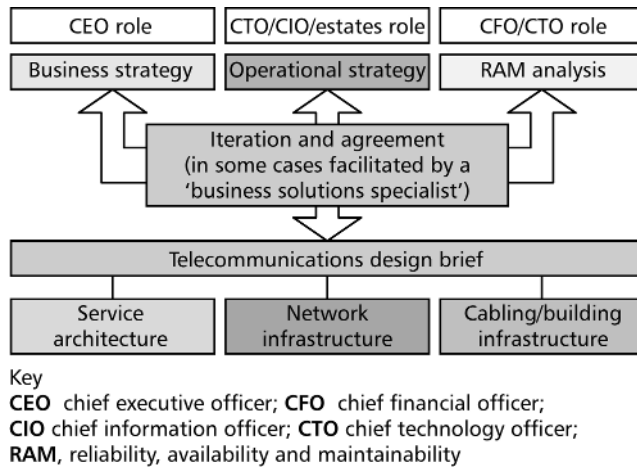 CEO role
CTO/CIO/estates role
CFO/CTO role
Business strategy
Operational strategy
RAM analysis
Iteration and agreement
(in some cases facilitated by a
‘business solutions specialist’)
Telecommunications design brief
Service
architecture
Network
infrastructure
Cabling/building
infrastructure
Key
CEO chief executive officer; CFO chief financial officer;
CIO chief information officer; CTO chief technology officer;
RAM, reliability, availability and maintainability